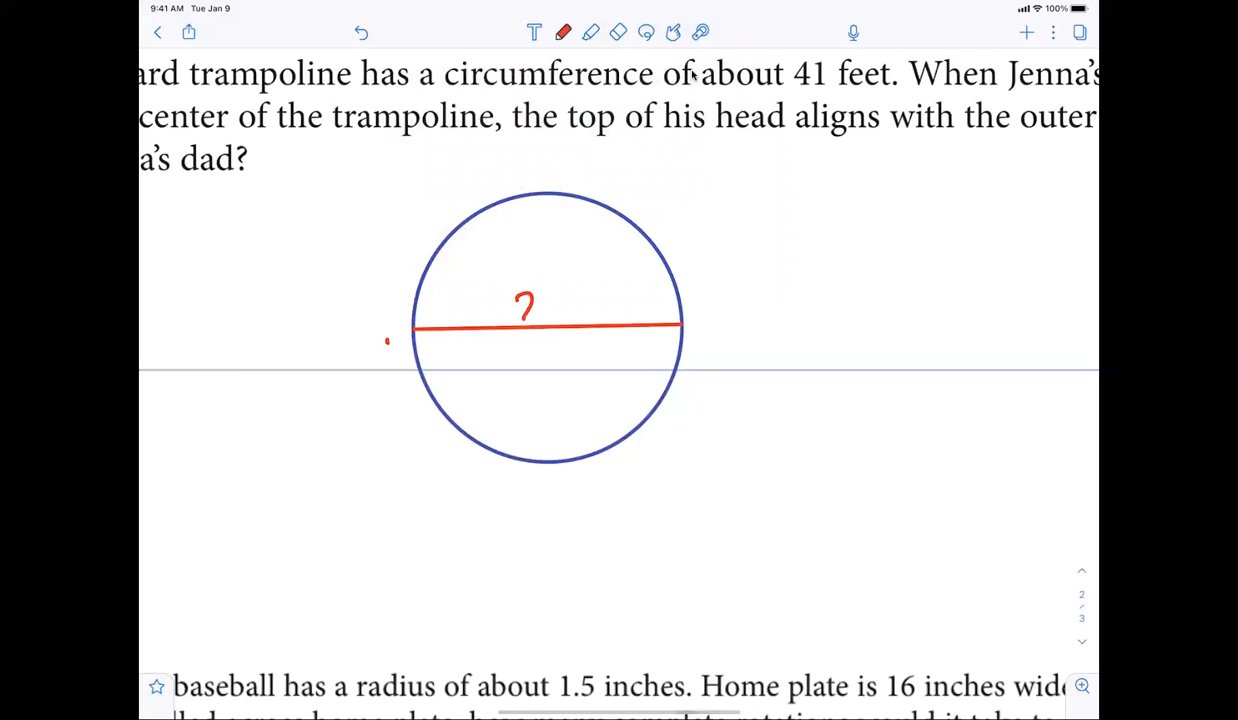 9:41 AM Tue Jan 9
100%
T
ard trampoline has a circumference of about 41 feet. When Jenna's
center of the trampoline, the top of his head aligns with the outer
a's dad?
?
2
3
baseball has a radius of about 1.5 inches. Home plate is 16 inches wide